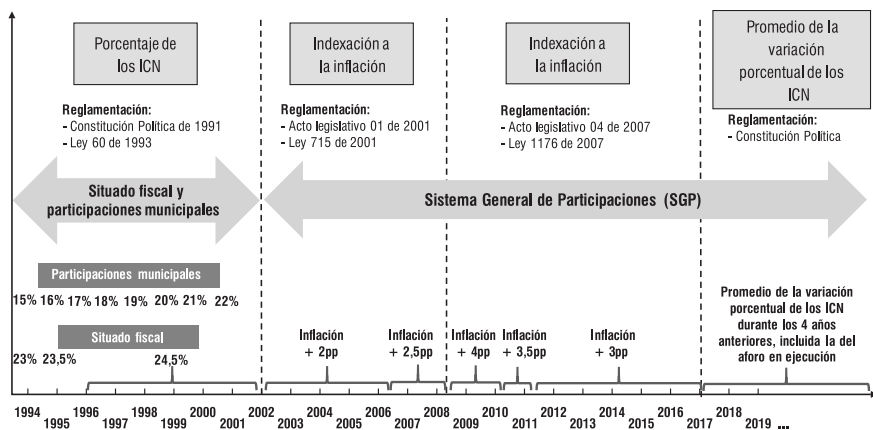 Porcentaje de
los ICN
Indexación a
la inflación
Indexación a
la inflación
Promedio de
la variación
porcentual de los
ICN
Reglamentación:
- Constitución Política de 1991
- Ley 60 de 1993
Reglamentación:
- Acto legislativo 01 de 2001
- Ley 715 de 2001
Reglamentación:
- Acto legislativo 04 de 2007
- Ley 1176 de 2007
Reglamentación:
- Constitución Política
Situado fiscal y
participaciones municipales
Sistema General de Participaciones (SGP)
Participaciones municipales
15% 16% 17% 18% 19% 20% 21% 22%
Situado fiscal
23% 23,5% 24,5%
Inflación
+ 2pp
Inflación
+ 2,5pp
Inflación
+ 4pp
Inflación
+ 3,5pp
Inflación
+ 3pp
Promedio de la variación
porcentual de los ICN
durante los 4 años
anteriores, incluida la del
aforo en ejecución
1994 1996 1998 2000 2002 2004 2006 2008 2010 2012 2014 2016 2018
1995 1997 1999 2001 2003 2005 2007 2009 2011 2013 2015 2017 2019 ...